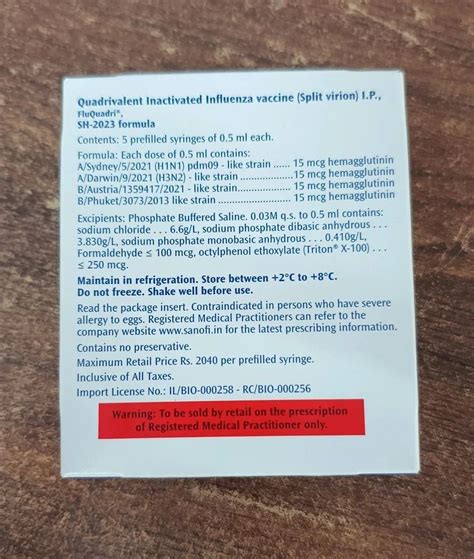 Quadrivalent Inactivated Influenza vaccine (Split virion) I.P.,
FluQuadri®,
SH-2023 formula
Contents: 5 prefilled syringes of 0.5 ml each.
Formula: Each dose of 0.5 ml contains:
A/Sydney/5/2021 (H1N1) pdm09 - like strain ...... 15 mcg hemagglutinin
A/Darwin/9/2021 (H3N2) - like strain.................. 15 mcg hemagglutinin
B/Austria/1359417/2021 - like strain................... 15 mcg hemagglutinin
B/Phuket/3073/2013 like strain .......................... 15 mcg hemagglutinin
Excipients: Phosphate Buffered Saline. 0.03M q.s. to 0.5 ml contains:
sodium chloride . . . 6.6g/L, sodium phosphate dibasic anhydrous . . .
3.830g/L, sodium phosphate monobasic anhydrous . . . 0.410g/L,
Formaldehyde ≤ 100 mcg, octylphenol ethoxylate (Triton® X-100) . . .
≤ 250 mcg.
Maintain in refrigeration. Store between +2°C to +8°C.
Do not freeze. Shake well before use.
Read the package insert. Contraindicated in persons who have severe
allergy to eggs. Registered Medical Practitioners can refer to the
company website www.sanofi.in for the latest prescribing information.
Contains no preservative.
Maximum Retail Price Rs. 2040 per prefilled syringe.
Inclusive of All Taxes.
Import License No.: IL/BIO-000258 - RC/BIO-000256
Warning: To be sold by retail on the prescription
of Registered Medical Practitioner only.